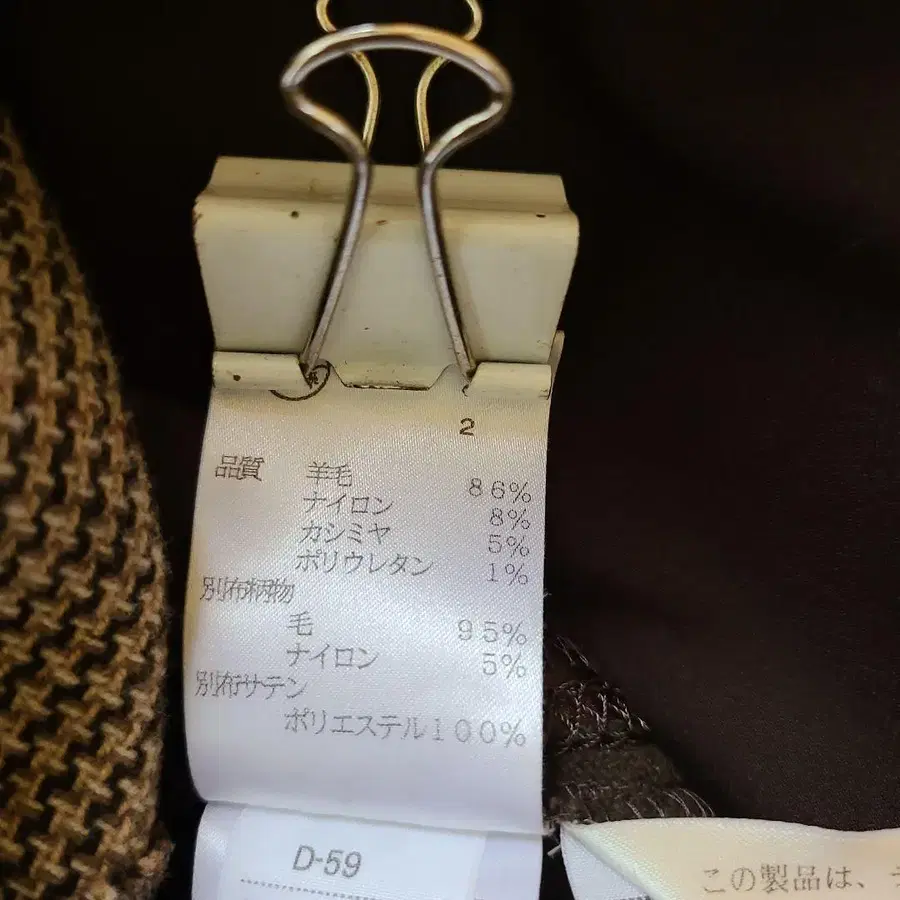 2
品質 羊毛 86%
ナイロン 8%
カシミヤ 5%
ポリウレタン 1%
別布柄物
毛 95%
ナイロン 5%
別布サテン
ポリエステル100%
D-59
この製品は、